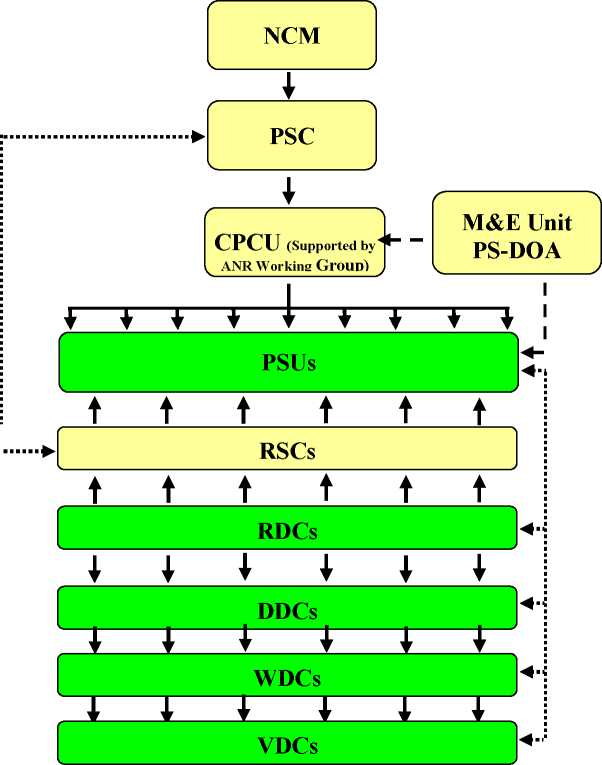 NCM
PSC
CPCU (Supported by
ANR Working Group)
M&E Unit
PS-DOA
PSUs
RSCs
RDCs
DDCs
WDCs
VDCs